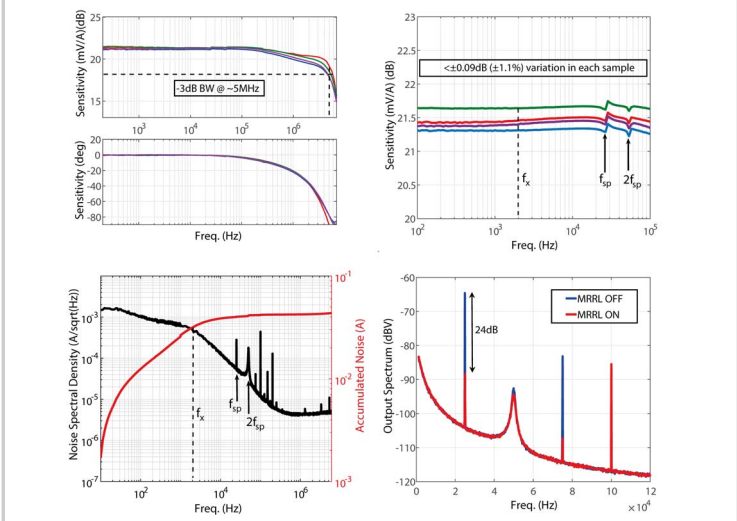 Sensitivity (mV/A)(dB)
25
20
15
-3dB BW @ ~5MHz
10³ 10⁴ 10⁵ 10⁶
Sensitivity (deg)
20
0
-20
-40
-60
-80
10³ 10⁴ 10⁵ 10⁶
Freq. (Hz)
Sensitivity (mV/A) (dB)
23
22.5
22
21.5
21
20.5
20
<±0.09dB (±1.1%) variation in each sample
fx
fsp
2fsp
10² 10³ 10⁴ 10⁵
Freq. (Hz)
Noise Spectral Density (A/sqrt(Hz))
10⁻³
10⁻⁴
10⁻⁵
10⁻⁶
10⁻⁷
fx
fsp
2fsp
10² 10⁴ 10⁶
Freq. (Hz)
10⁻¹
10⁻²
10⁻³
Accumulated Noise (A)
Output Spectrum (dBV)
-60
-70
-80
-90
-100
-110
-120
24dB
MRRL OFF
MRRL ON
0 2 4 6 8 10 12
Freq. (Hz)
× 10⁴